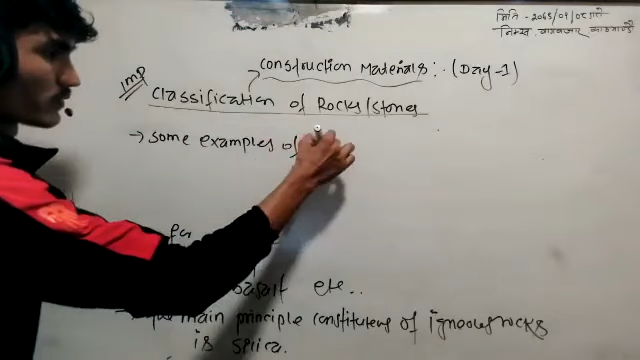 मिति - 2065/09/08 गते
Construction Materials: (Day-1)
Imp
Classification of Rocks/Stones
→ Some examples of
basalt etc..
main principle constituents of igneous rocks
is silica.